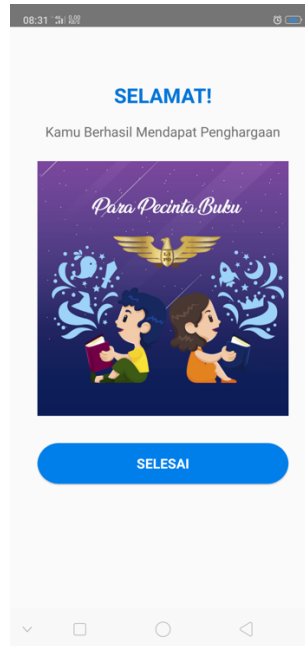 08:31
SELAMAT!
Kamu Berhasil Mendapat Penghargaan
Para Pecinta Buku
SELESAI